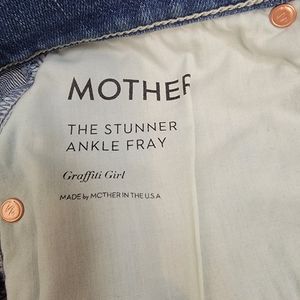 MOTHER
THE STUNNER
ANKLE FRAY
Graffiti Girl
MADE by MOTHER IN THE U.S.A